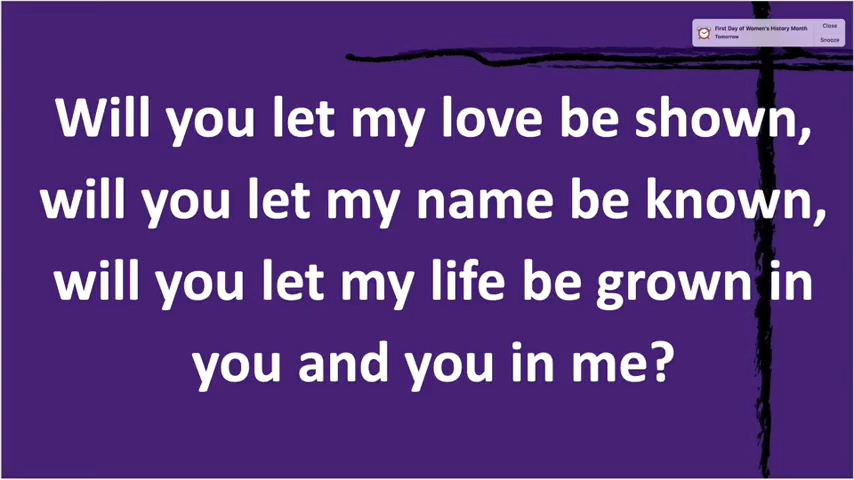 First Day of Women's History Month
Tomorrow
Close
Snooze
Will you let my love be shown,
will you let my name be known,
will you let my life be grown in
you and you in me?